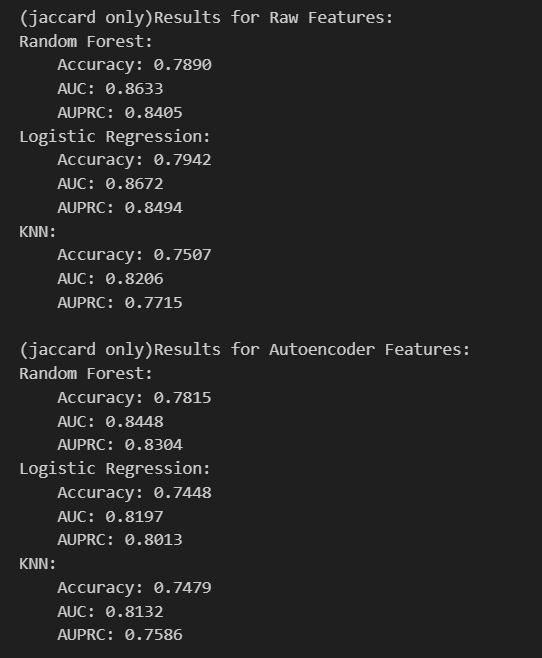 (jaccard only)Results for Raw Features:
Random Forest:
    Accuracy: 0.7890
    AUC: 0.8633
    AUPRC: 0.8405
Logistic Regression:
    Accuracy: 0.7942
    AUC: 0.8672
    AUPRC: 0.8494
KNN:
    Accuracy: 0.7507
    AUC: 0.8206
    AUPRC: 0.7715

(jaccard only)Results for Autoencoder Features:
Random Forest:
    Accuracy: 0.7815
    AUC: 0.8448
    AUPRC: 0.8304
Logistic Regression:
    Accuracy: 0.7448
    AUC: 0.8197
    AUPRC: 0.8013
KNN:
    Accuracy: 0.7479
    AUC: 0.8132
    AUPRC: 0.7586